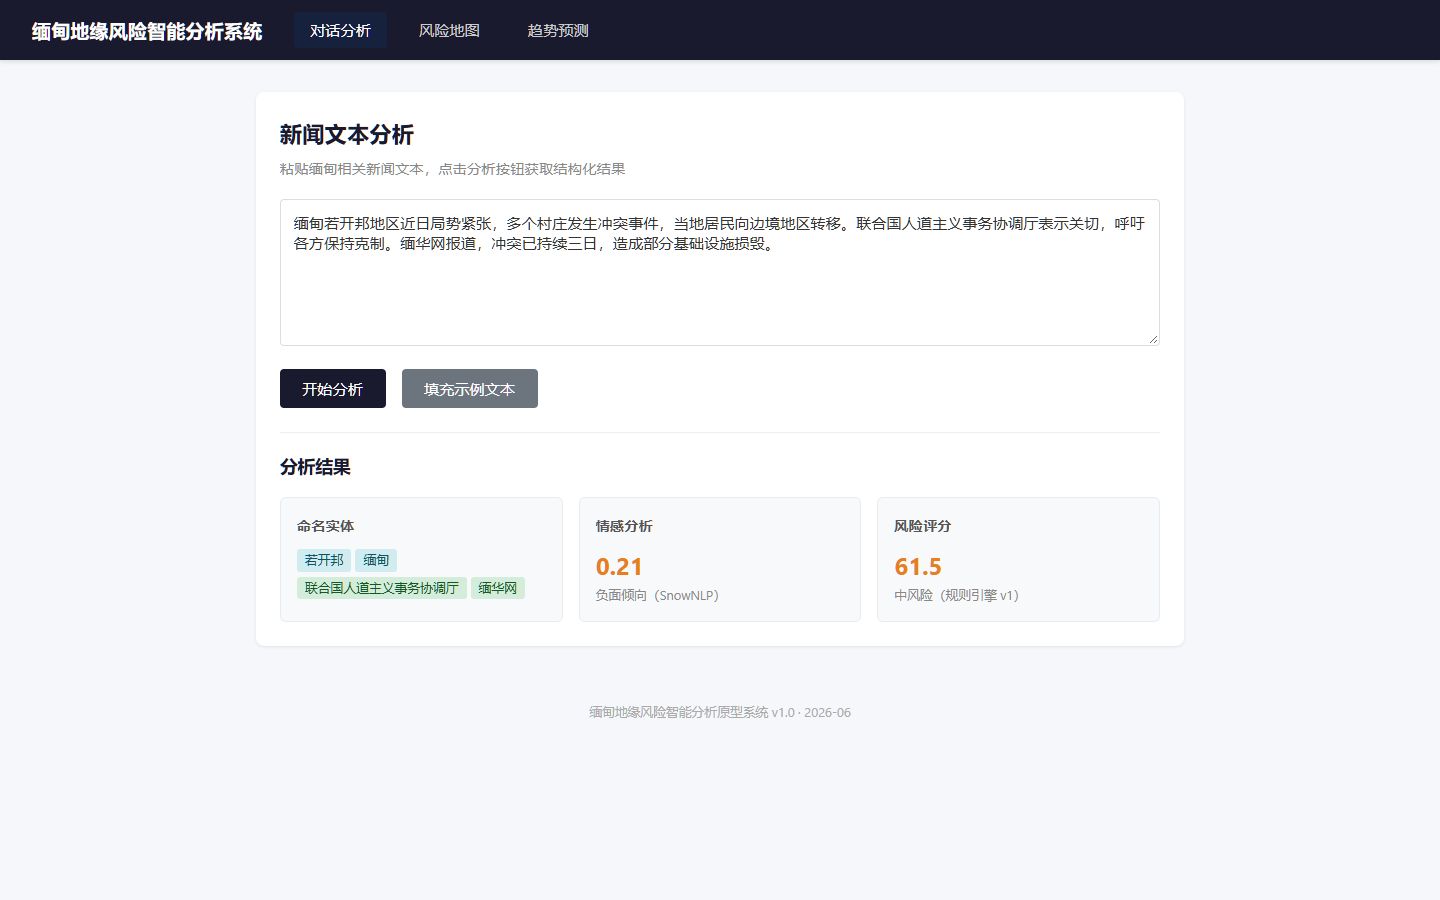 缅甸地缘风险智能分析系统 对话分析 风险地图 趋势预测
新闻文本分析
粘贴缅甸相关新闻文本，点击分析按钮获取结构化结果
缅甸若开邦地区近日局势紧张，多个村庄发生冲突事件，当地居民向边境地区转移。联合国人道主义事务协调厅表示关切，呼吁
各方保持克制。缅华网报道，冲突已持续三日，造成部分基础设施损毁。
开始分析 填充示例文本
分析结果
命名实体
若开邦 缅甸
联合国人道主义事务协调厅 缅华网
情感分析
0.21
负面倾向（SnowNLP）
风险评分
61.5
中风险（规则引擎 v1）
缅甸地缘风险智能分析原型系统 v1.0 · 2026-06